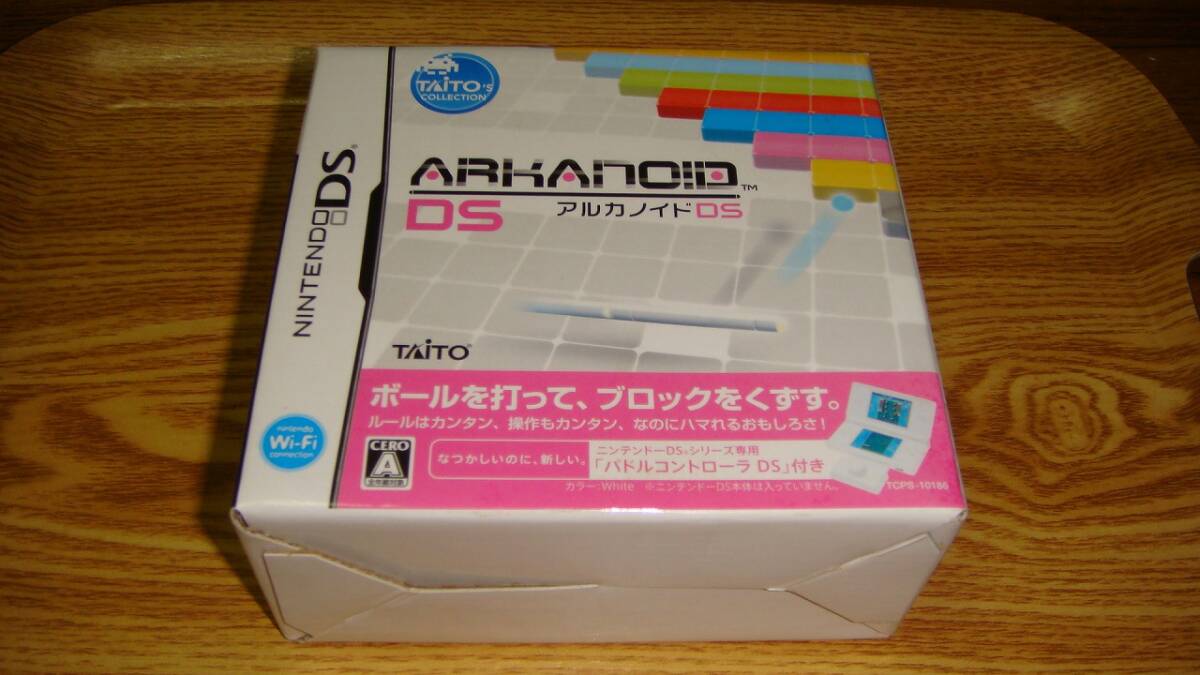 TAITO'S
COLLECTION
NINTENDO DS®
ARKANOID™
DS アルカノイドDS
TAITO®
ボールを打って、ブロックをくずす。
ルールはカンタン、操作もカンタン、なのにハマれるおもしろさ!
Nintendo
Wi-Fi
connection
CERO
A
全年齢対象
なつかしいのに、新しい。
ニンテンドーDS®シリーズ専用
「パドルコントローラ DS」付き
カラー:White ※ニンテンドーDS本体は入っていません。
TCPS-10186